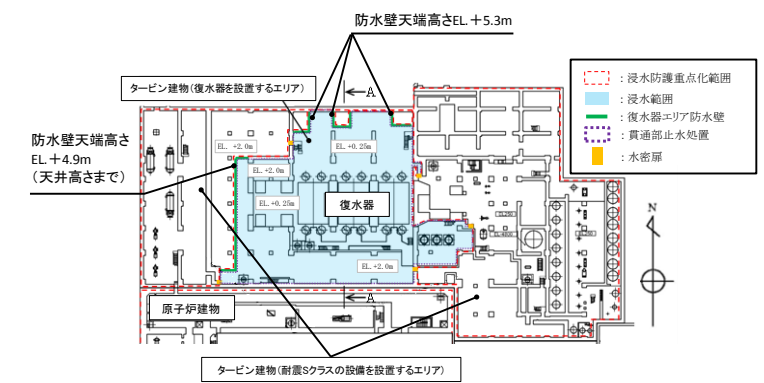 防水壁天端高さEL.＋5.3m
タービン建物（復水器を設置するエリア）
A
：浸水防護重点化範囲
：浸水範囲
：復水器エリア防水壁
：貫通部止水処置
：水密扉
防水壁天端高さ
EL.＋4.9m
（天井高さまで）
EL. +2.0m
EL.+0.25m
EL.+2.0m
EL.+0.25m
復水器
N
EL.+2.0m
A
原子炉建物
タービン建物（耐震Sクラスの設備を設置するエリア）